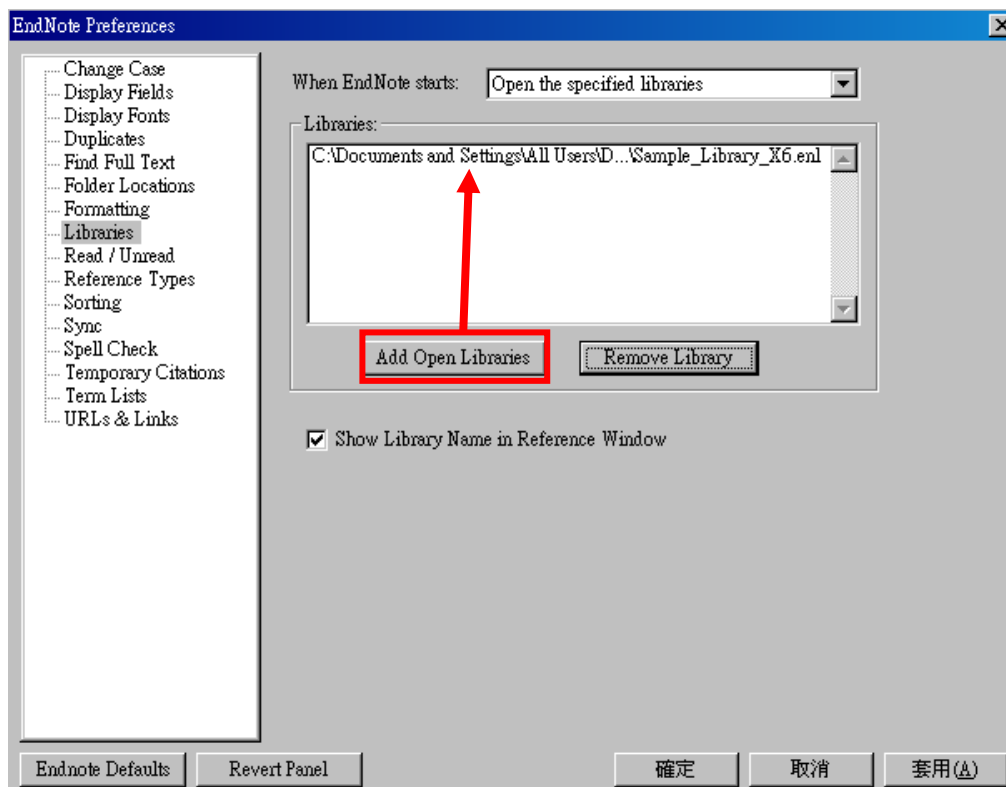 EndNote Preferences
Change Case
Display Fields
Display Fonts
Duplicates
Find Full Text
Folder Locations
Formatting
Libraries
Read / Unread
Reference Types
Sorting
Sync
Spell Check
Temporary Citations
Term Lists
URLs & Links
When EndNote starts: Open the specified libraries
Libraries:
C:\Documents and Settings\All Users\D...\Sample_Library_X6.enl
Add Open Libraries Remove Library
Show Library Name in Reference Window
Endnote Defaults Revert Panel 確定 取消 套用(A)